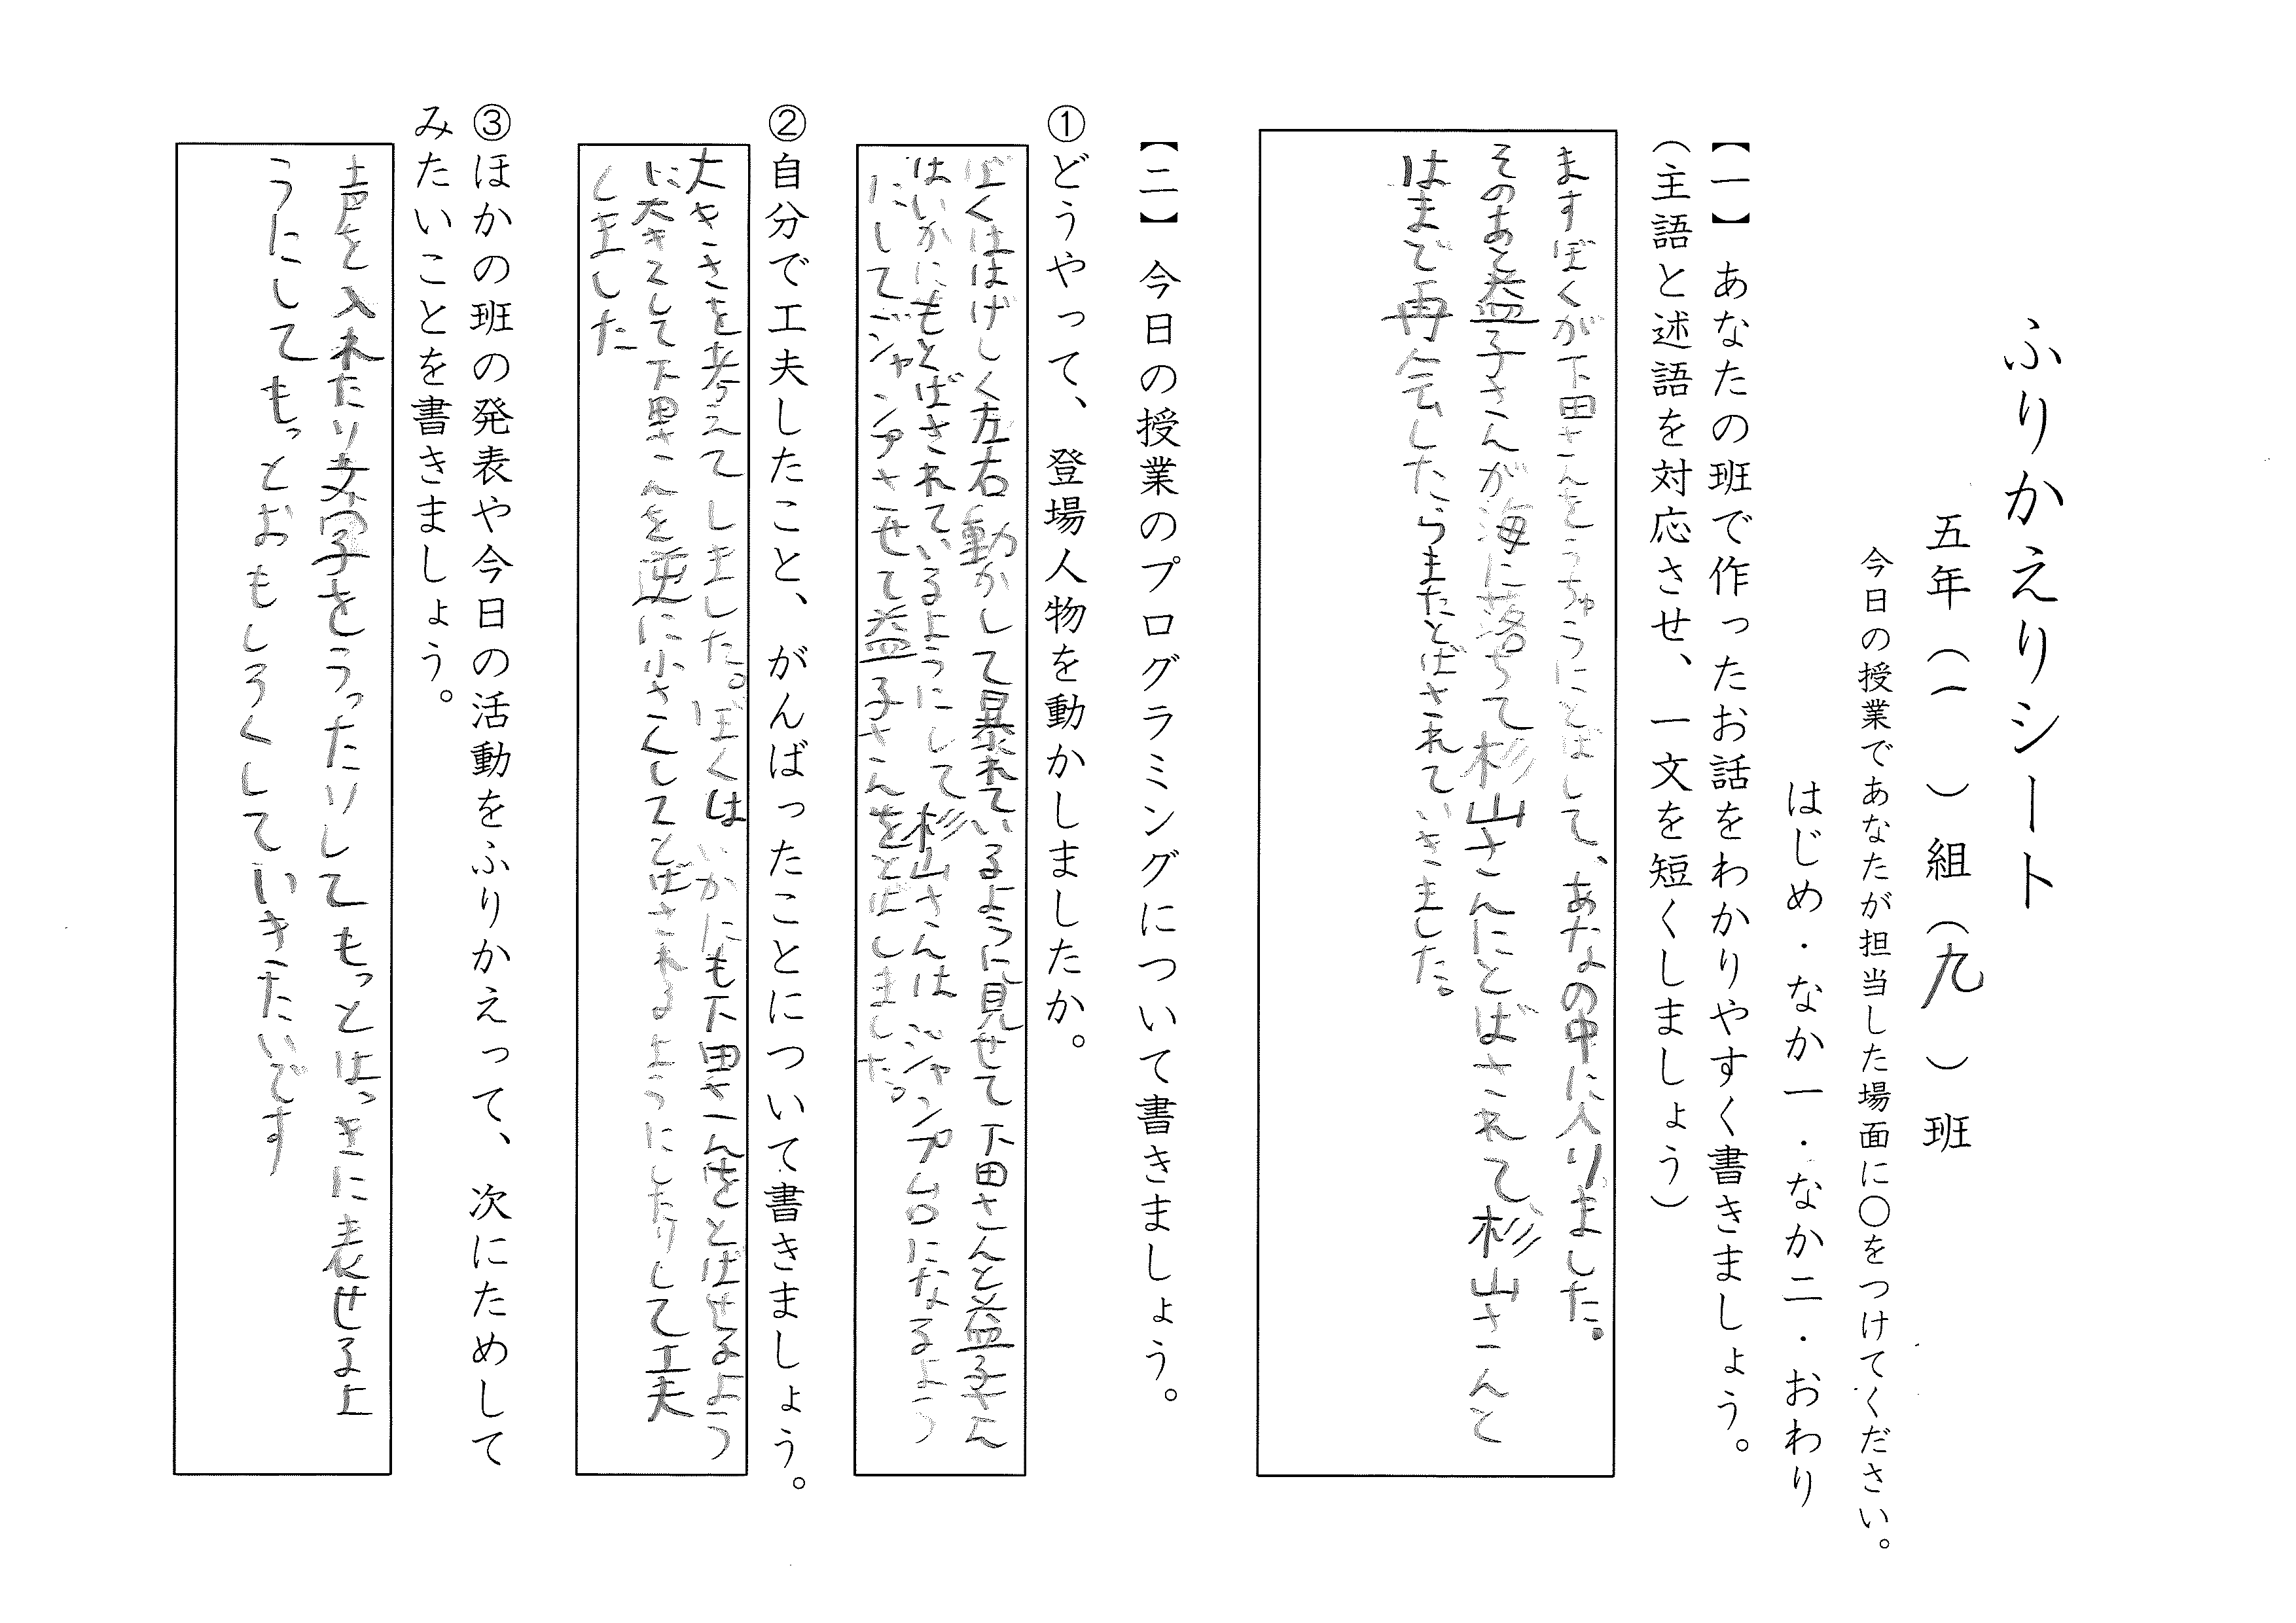 ふりかえりシート
五年（一　）組（九　）班
今日の授業であなたが担当した場面に○をつけてください。
はじめ・なか一・なか二・おわり
【一】あなたの班で作ったお話をわかりやすく書きましょう。
（主語と述語を対応させ、一文を短くしましょう）
ますぼくが下田さんをうちゅうにとばして、あなの中に入りました。
そのあと益子さんが海に落ちて杉山さんにとばされて、杉山さんと
はまで再会したらまたとばされていきました。
【二】今日の授業のプログラミングについて書きましょう。
①どうやって、登場人物を動かしましたか。
ぼくははげしく左右動かして暴れているように見せて下田さんと益子さん
はいかにもとばされているようにして杉山さんはジャンプ台になるよう
にしてジャンプさせて益子さんをとばしました。
②自分で工夫したこと、がんばったことについて書きましょう。
大きさを考えてしました。ぼくはいかにも下田さんをとばせるよう
に大きくして下田さんを逆に小さくしてとばされるようにしたりして工夫
しました
③ほかの班の発表や今日の活動をふりかえって、次にためして
みたいことを書きましょう。
声を入れたり文字をうったりしてもっとはっきに表せるよ
うにしてもっとおもしろくしていきたいです